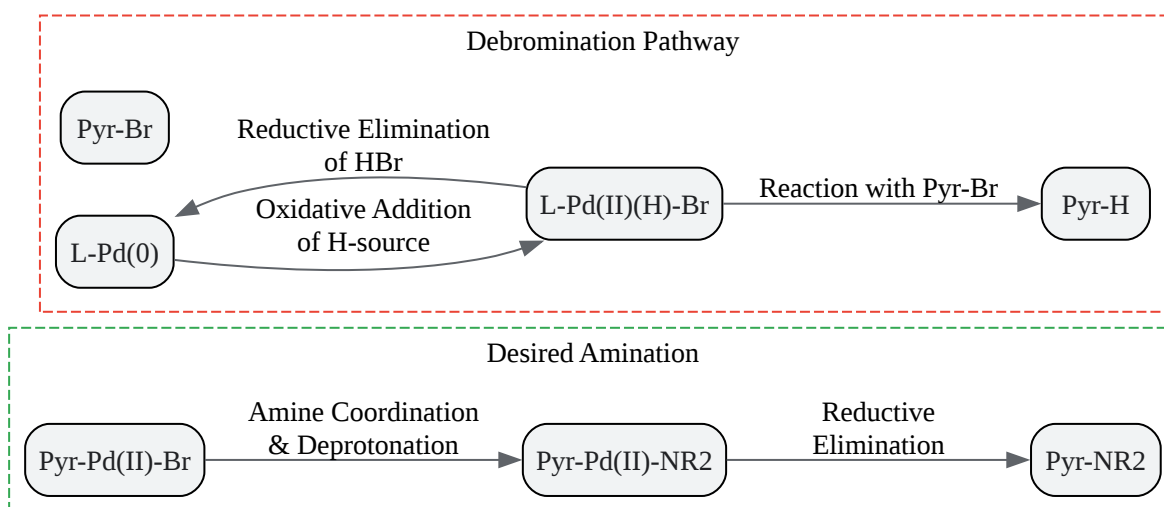 Debromination Pathway
Pyr-Br
Reductive Elimination
of HBr
L-Pd(II)(H)-Br
Reaction with Pyr-Br
Pyr-H
Oxidative Addition
of H-source
L-Pd(0)
Desired Amination
Pyr-Pd(II)-Br
Amine Coordination
& Deprotonation
Pyr-Pd(II)-NR2
Reductive
Elimination
Pyr-NR2